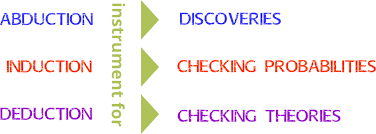 ABDUCTION instrument for DISCOVERIES
INDUCTION CHECKING PROBABILITIES
DEDUCTION CHECKING THEORIES